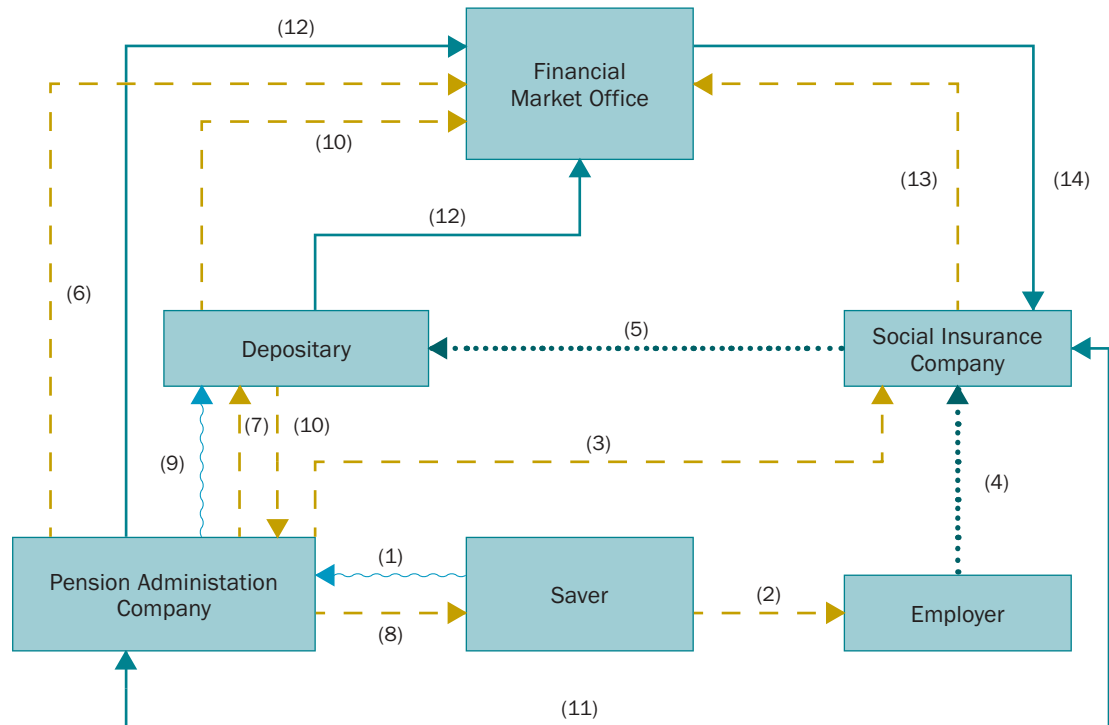 (12)
Financial
Market Office
(10)
(13)
(14)
(12)
(6)
(5)
Depositary
Social Insurance
Company
(7)
(10)
(9)
(3)
(4)
(1)
Pension Administation
Company
Saver
(2)
Employer
(8)
(11)